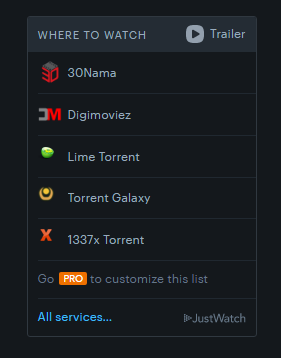 WHERE TO WATCH Trailer
30Nama
Digimoviez
Lime Torrent
Torrent Galaxy
1337x Torrent
Go PRO to customize this list
All services... JustWatch